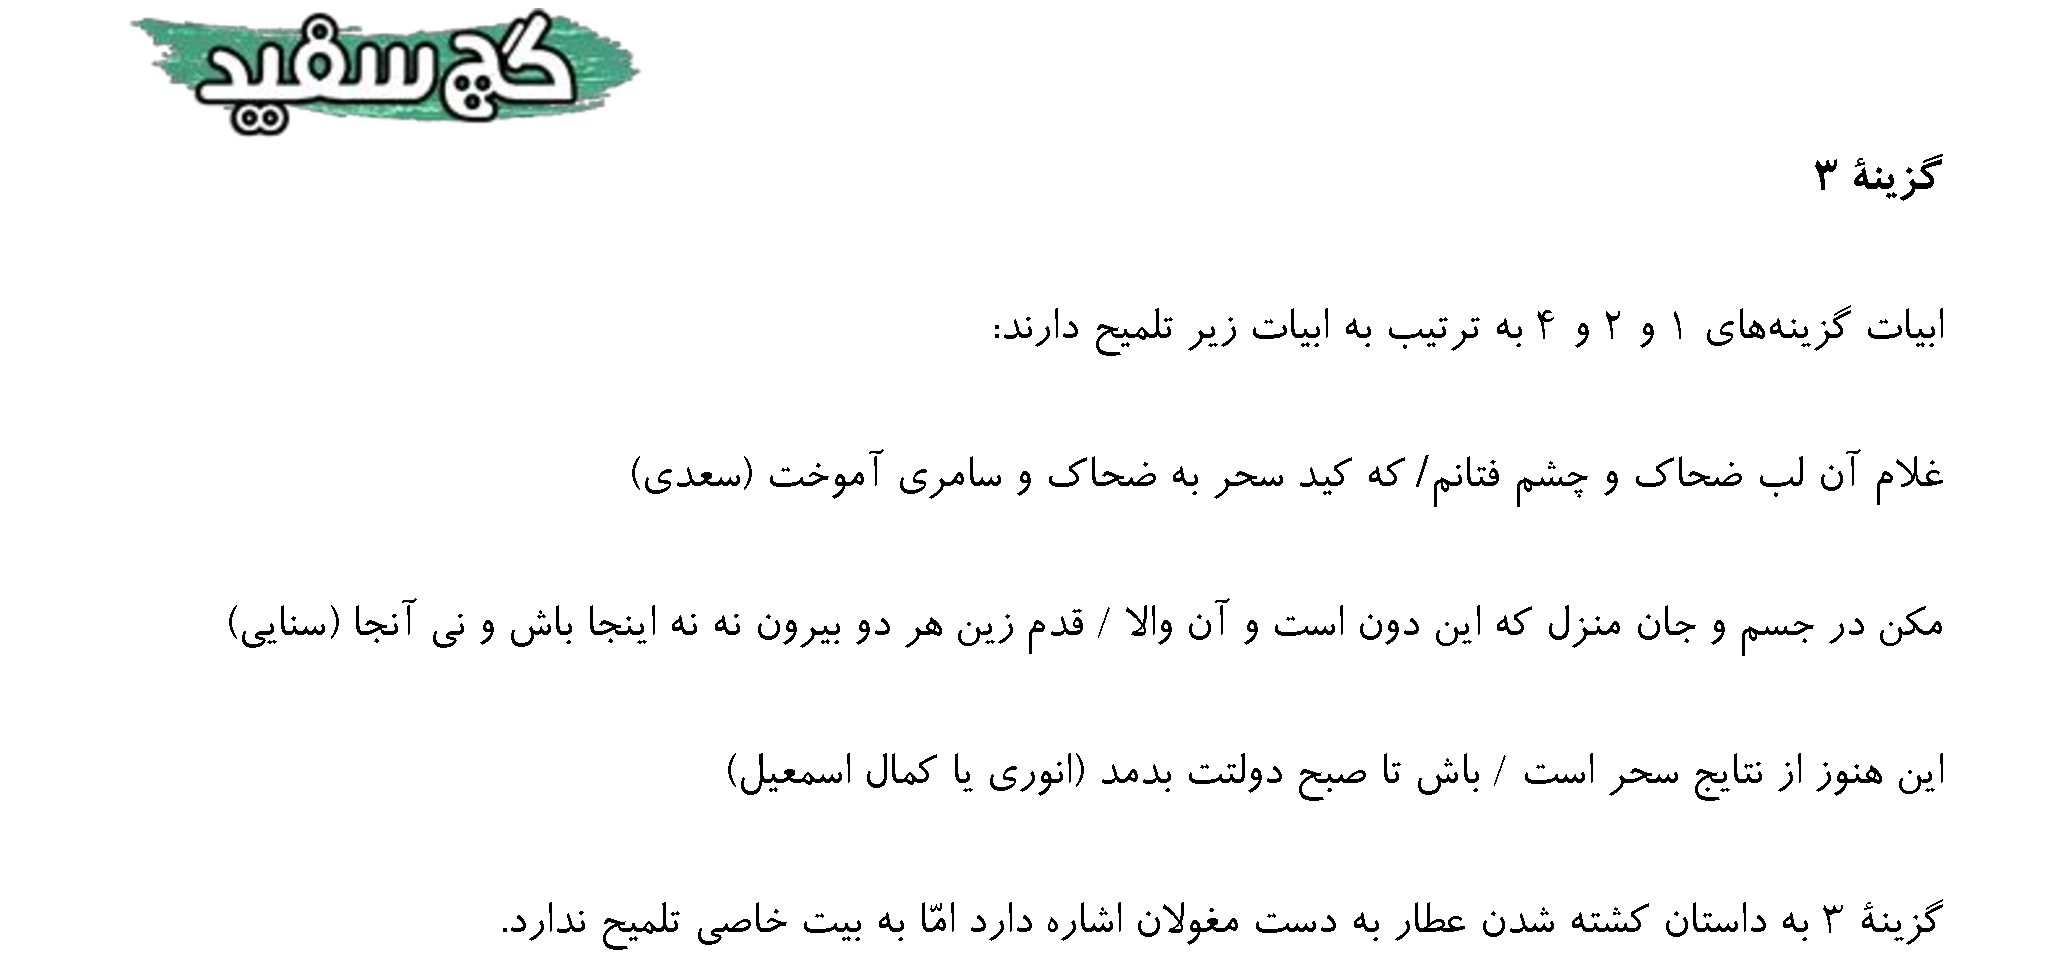 گچ سفید
گزینۀ ۳
ابیات گزینه‌های ۱ و ۲ و ۴ به ترتیب به ابیات زیر تلمیح دارند:
غلام آن لب ضحاک و چشم فتانم/ که کید سحر به ضحاک و سامری آموخت (سعدی)
مکن در جسم و جان منزل که این دون است و آن والا / قدم زین هر دو بیرون نه نه اینجا باش و نی آنجا (سنایی)
این هنوز از نتایج سحر است / باش تا صبح دولتت بدمد (انوری یا کمال اسمعیل)
گزینۀ ۳ به داستان کشته شدن عطار به دست مغولان اشاره دارد امّا به بیت خاصی تلمیح ندارد.